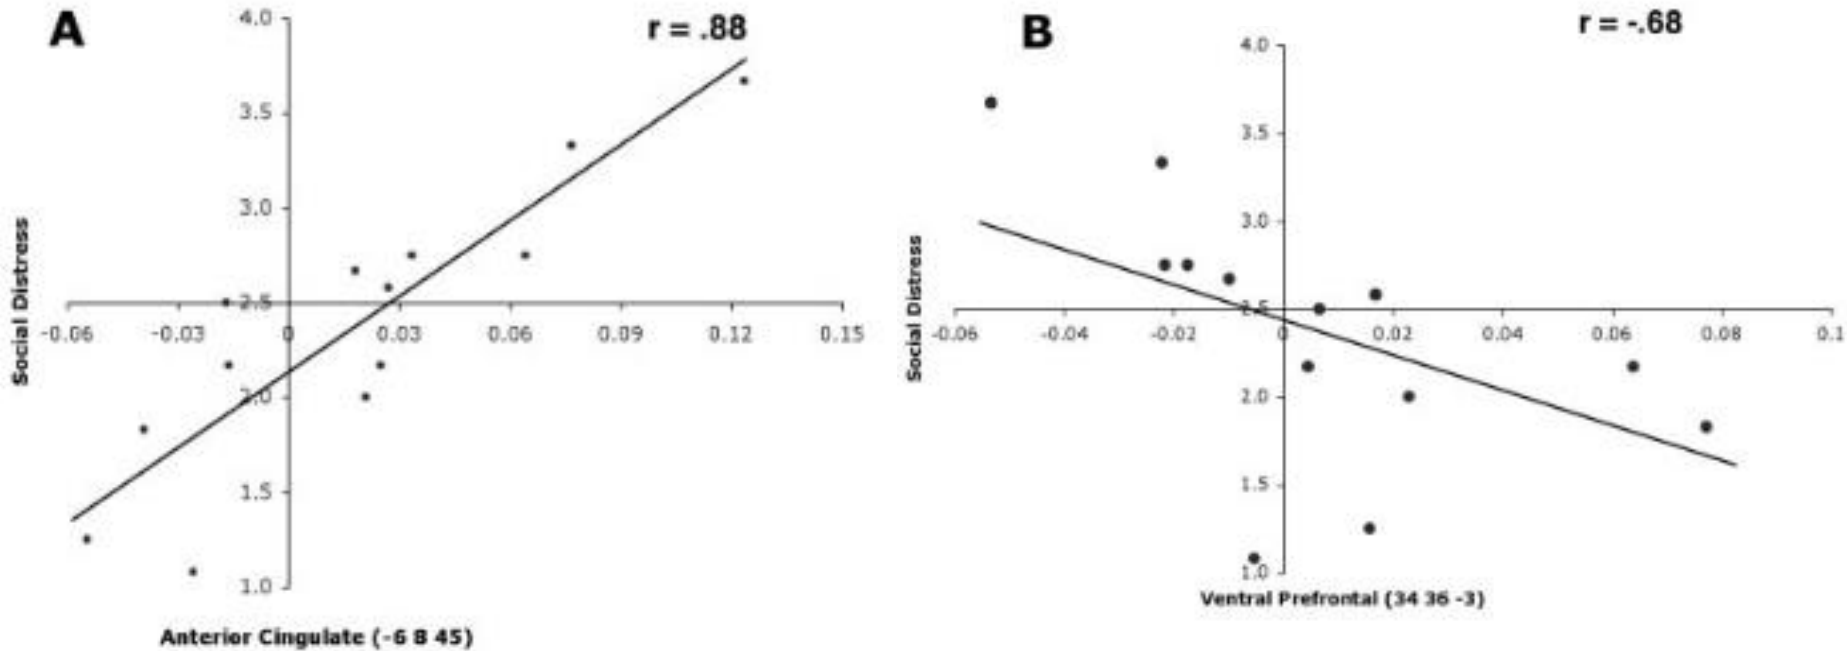 A
r = .88
4.0
3.5
3.0
2.5
2.0
1.5
1.0
-0.06 -0.03 0 0.03 0.06 0.09 0.12 0.15
Social Distress
Anterior Cingulate (-6 8 45)
B
r = -.68
4.0
3.5
3.0
2.5
2.0
1.5
1.0
-0.06 -0.04 -0.02 0 0.02 0.04 0.06 0.08 0.1
Social Distress
Ventral Prefrontal (34 36 -3)